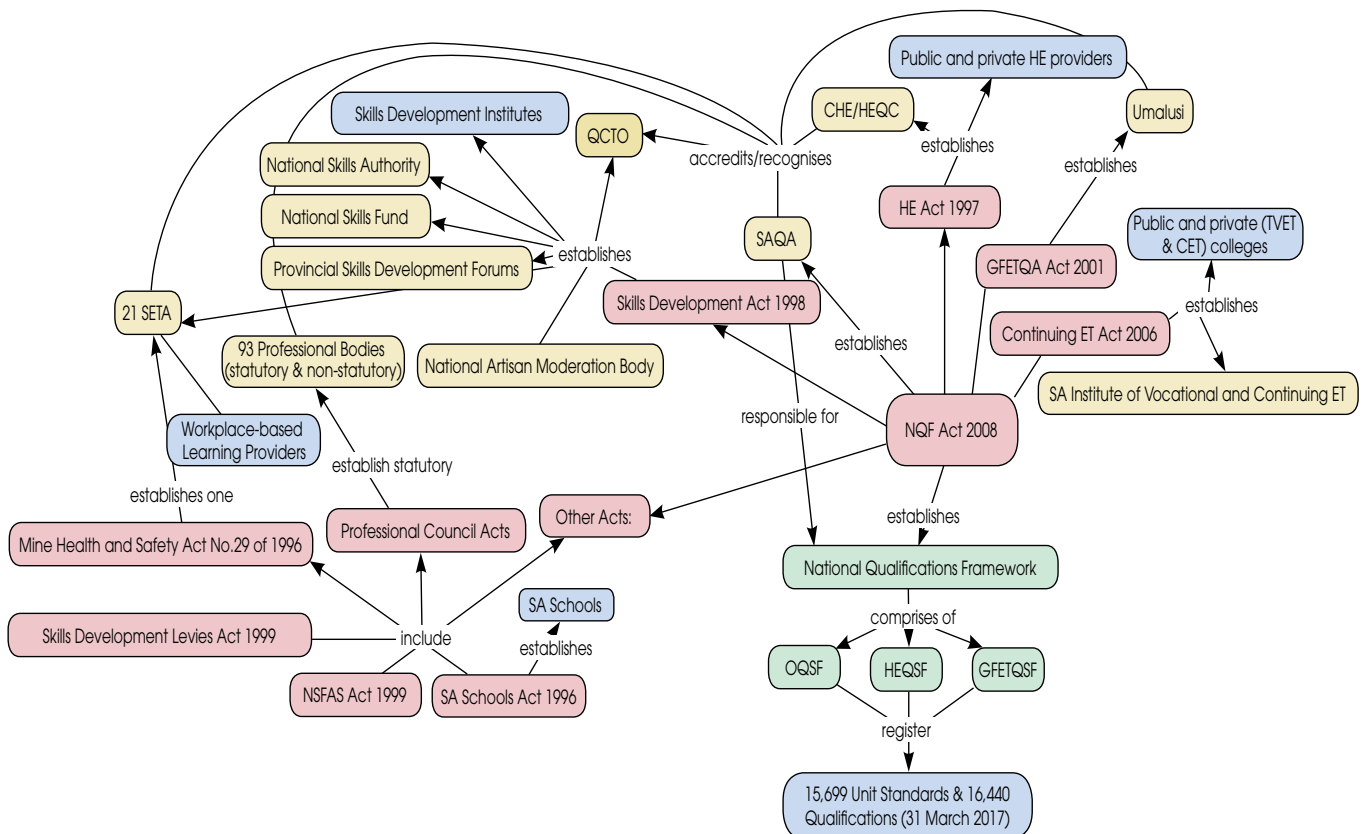 Public and private HE providers
Skills Development Institutes
CHE/HEQC
Umalusi
QCTO
establishes
accredits/recognises
National Skills Authority
establishes
HE Act 1997
National Skills Fund
SAQA
Public and private (TVET
& CET) colleges
establishes
Provincial Skills Development Forums
GFETQA Act 2001
21 SETA
Skills Development Act 1998
establishes
Continuing ET Act 2006
93 Professional Bodies
(statutory & non-statutory)
establishes
National Artisan Moderation Body
SA Institute of Vocational and Continuing ET
responsible for
NQF Act 2008
Workplace-based
Learning Providers
establish statutory
establishes one
Other Acts:
establishes
Professional Council Acts
Mine Health and Safety Act No.29 of 1996
National Qualifications Framework
SA Schools
comprises of
Skills Development Levies Act 1999
include
establishes
OQSF
HEQSF
GFETQSF
NSFAS Act 1999
SA Schools Act 1996
register
15,699 Unit Standards & 16,440
Qualifications (31 March 2017)